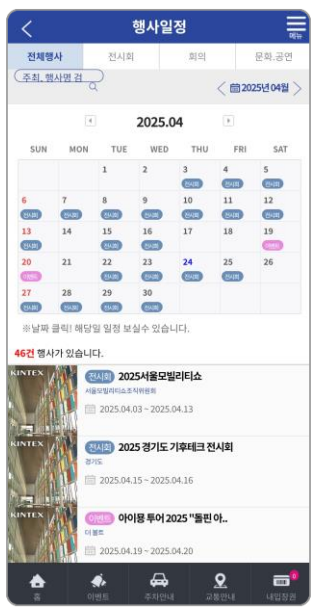 행사일정
메뉴
전체행사 전시회 회의 문화.공연
주최, 행사명 검
2025년 04월
2025.04
SUN MON TUE WED THU FRI SAT
1 2 3 4 5
전시회 전시회 전시회
6 7 8 9 10 11 12
전시회 전시회 전시회 전시회 전시회 전시회 전시회
13 14 15 16 17 18 19
전시회 전시회 전시회 이벤트
20 21 22 23 24 25 26
이벤트 전시회 전시회 전시회 전시회
27 28 29 30
전시회 전시회 전시회 전시회
※날짜 클릭! 해당일 일정 보실수 있습니다.
46건 행사가 있습니다.
KINTEX
전시회 2025서울모빌리티쇼
서울모빌리티쇼조직위원회
2025.04.03 ~ 2025.04.13
KINTEX
전시회 2025 경기도 기후테크 전시회
경기도
2025.04.15 ~ 2025.04.16
KINTEX
이벤트 아이묭 투어 2025 "돌핀 아..
2025.04.19 ~ 2025.04.20
홈 이벤트 주차안내 교통안내 내입장권